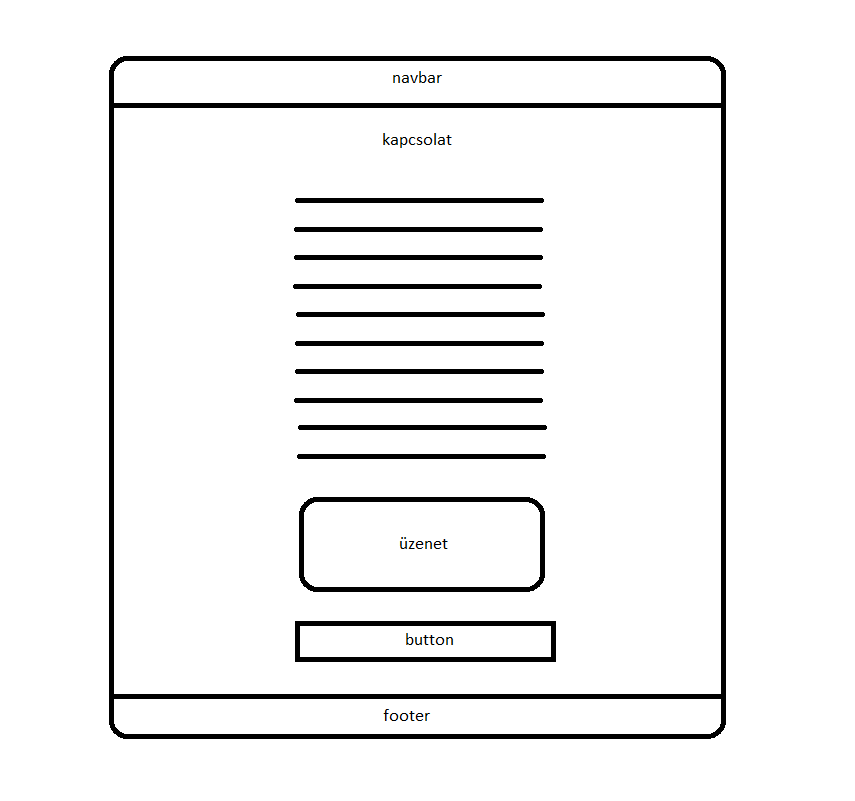 navbar
kapcsolat
üzenet
button
footer